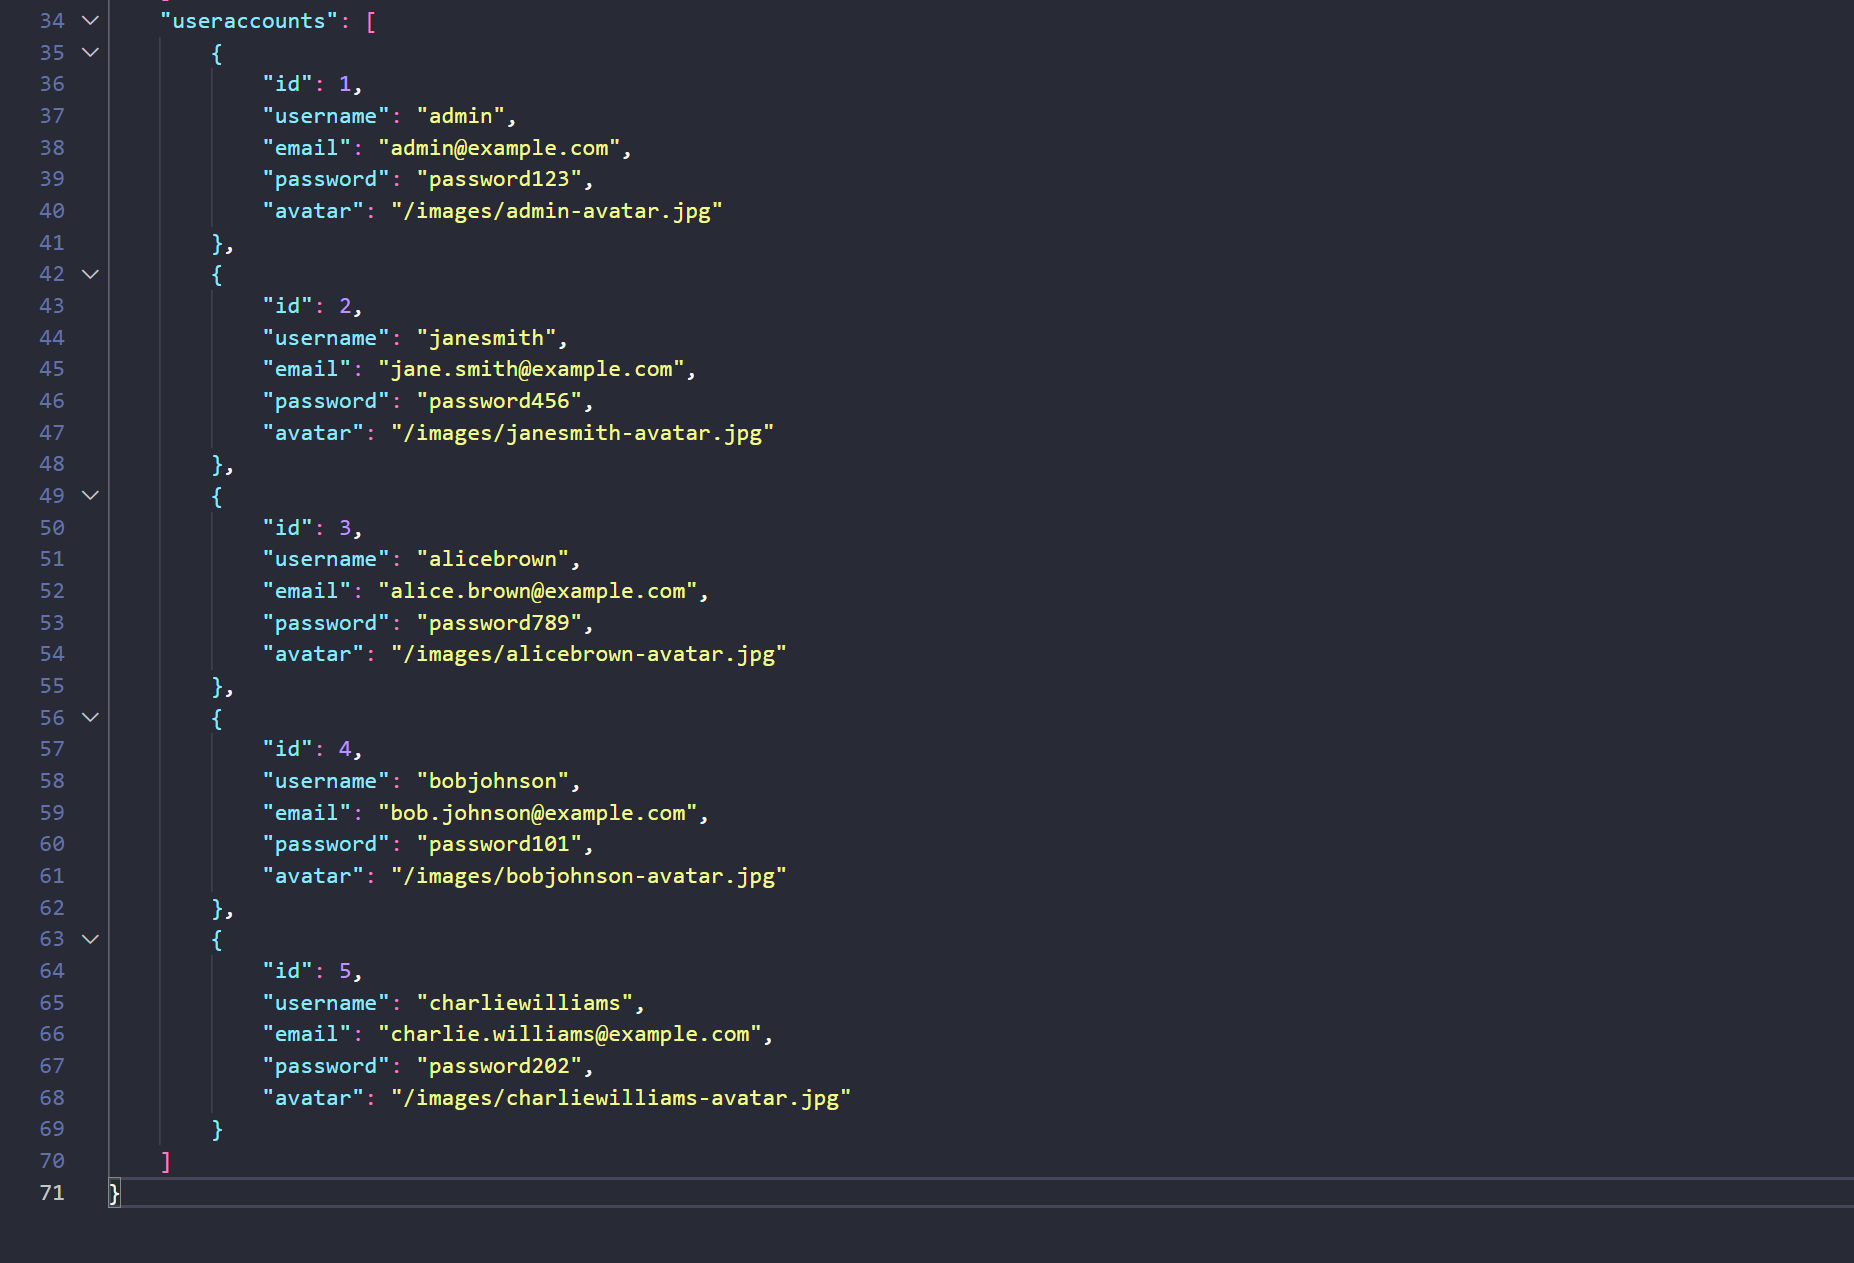 34 "useraccounts": [
35 {
36 "id": 1,
37 "username": "admin",
38 "email": "admin@example.com",
39 "password": "password123",
40 "avatar": "/images/admin-avatar.jpg"
41 },
42 {
43 "id": 2,
44 "username": "janesmith",
45 "email": "jane.smith@example.com",
46 "password": "password456",
47 "avatar": "/images/janesmith-avatar.jpg"
48 },
49 {
50 "id": 3,
51 "username": "alicebrown",
52 "email": "alice.brown@example.com",
53 "password": "password789",
54 "avatar": "/images/alicebrown-avatar.jpg"
55 },
56 {
57 "id": 4,
58 "username": "bobjohnson",
59 "email": "bob.johnson@example.com",
60 "password": "password101",
61 "avatar": "/images/bobjohnson-avatar.jpg"
62 },
63 {
64 "id": 5,
65 "username": "charliewilliams",
66 "email": "charlie.williams@example.com",
67 "password": "password202",
68 "avatar": "/images/charliewilliams-avatar.jpg"
69 }
70 ]
71 }